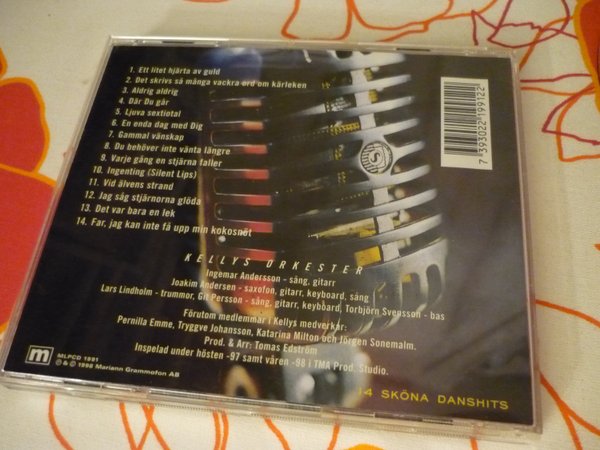 1. Ett litet hjärta av guld
2. Det skrivs så många vackra ord om kärleken
3. Aldrig aldrig
4. Där Du går
5. Ljuva sextiotal
6. En enda dag med Dig
7. Gammal vänskap
8. Du behöver inte vänta längre
9. Varje gång en stjärna faller
10. Ingenting (Silent Lips)
11. Vid älvens strand
12. Jag såg stjärnorna glöda
13. Det var bara en lek
14. Far, jag kan inte få upp min kokosnöt
7 393022 199122
S
KELLYS ORKESTER
Ingemar Andersson - sång, gitarr
Joakim Andersen - saxofon, gitarr, keyboard, sång
Lars Lindholm - trummor, Git Persson - sång, gitarr, keyboard, Torbjörn Svensson - bas
Förutom medlemmar i Kellys medverkar:
Pernilla Emme, Tryggve Johansson, Katarina Milton och Jörgen Sonemalm.
Prod. & Arr: Tomas Edström
Inspelad under hösten -97 samt våren -98 i TMA Prod. Studio.
m
MLPCD 1991
℗ & © 1998 Mariann Grammofon AB
14 SKÖNA DANSHITS